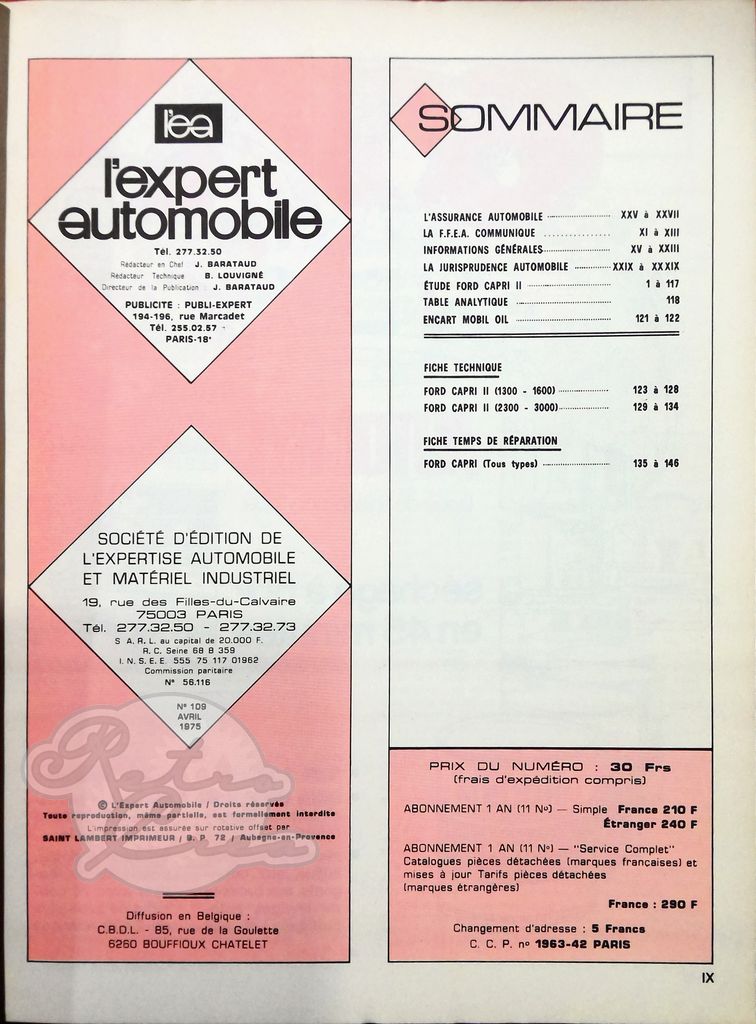 l'ea
l'expert
automobile
Tél. 277.32.50
Rédacteur en Chef J. BARATAUD
Rédacteur Technique B. LOUVIGNÉ
Directeur de la Publication : J. BARATAUD
PUBLICITE : PUBLI-EXPERT
194-196, rue Marcadet
Tél. 255.02.57
PARIS-18e
SOCIÉTÉ D'ÉDITION DE
L'EXPERTISE AUTOMOBILE
ET MATÉRIEL INDUSTRIEL
19, rue des Filles-du-Calvaire
75003 PARIS
Tél. 277.32.50 - 277.32.73
S A.R.L. au capital de 20.000 F.
R.C. Seine 68 B 359
I.N.S.E.E. 555 75 117 01962
Commission paritaire
N° 56.116
N° 109
AVRIL
1975
Retro
© L'Expert Automobile / Droits réservés
Toute reproduction, même partielle, est formellement interdite
L'impression est assurée sur rotative offset par
SAINT LAMBERT IMPRIMEUR / B. P. 72 / Aubagne-en-Provence
Diffusion en Belgique :
C.B.D.L. - 85, rue de la Goulette
6260 BOUFFIOUX CHATELET
SOMMAIRE
L'ASSURANCE AUTOMOBILE ........ XXV à XXVII
LA F.F.E.A. COMMUNIQUE ........ XI à XIII
INFORMATIONS GÉNÉRALES ........ XV à XXIII
LA JURISPRUDENCE AUTOMOBILE ........ XXIX à XXXIX
ÉTUDE FORD CAPRI II ........ 1 à 117
TABLE ANALYTIQUE ........ 118
ENCART MOBIL OIL ........ 121 à 122
FICHE TECHNIQUE
FORD CAPRI II (1300 - 1600) ........ 123 à 128
FORD CAPRI II (2300 - 3000) ........ 129 à 134
FICHE TEMPS DE RÉPARATION
FORD CAPRI (Tous types) ........ 135 à 146
PRIX DU NUMÉRO : 30 Frs
(frais d'expédition compris)
ABONNEMENT 1 AN (11 Nos) — Simple France 210 F
Étranger 240 F
ABONNEMENT 1 AN (11 Nos) — "Service Complet"
Catalogues pièces détachées (marques françaises) et
mises à jour Tarifs pièces détachées
(marques étrangères)
France : 290 F
Changement d'adresse : 5 Francs
C. C. P. no 1963-42 PARIS
IX